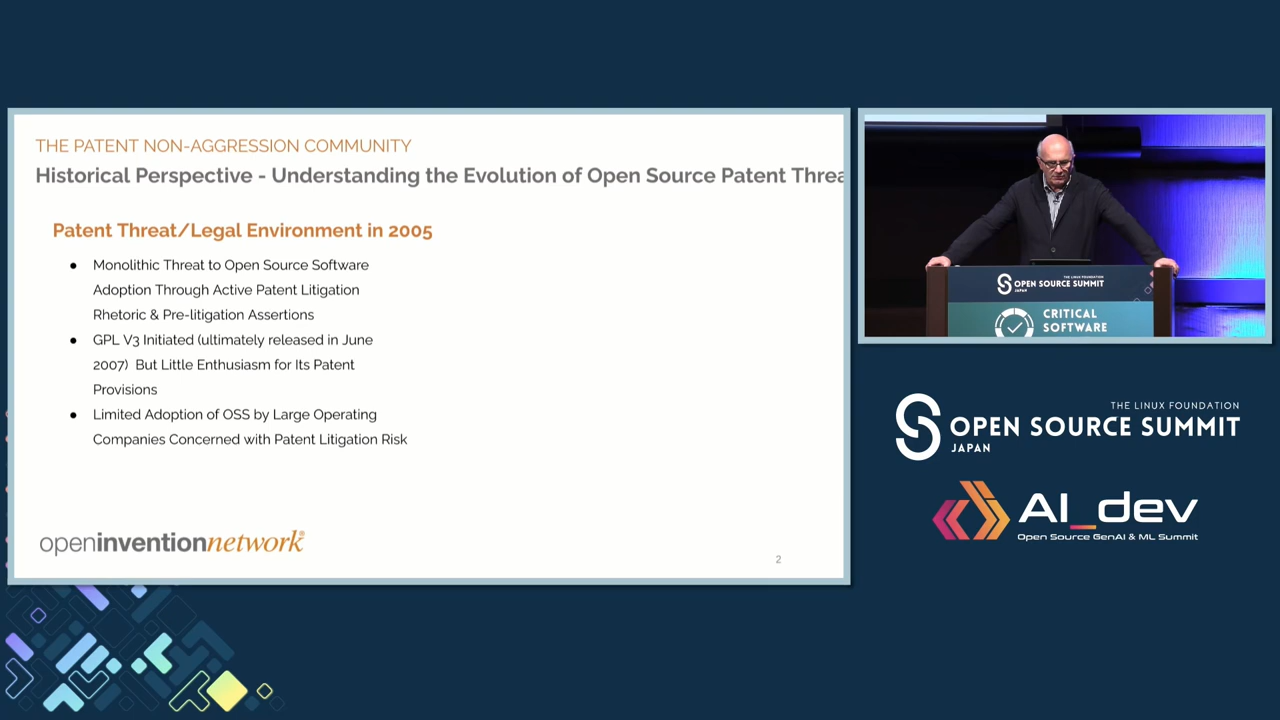 THE PATENT NON-AGGRESSION COMMUNITY
Historical Perspective - Understanding the Evolution of Open Source Patent Threa
Patent Threat/Legal Environment in 2005
● Monolithic Threat to Open Source Software
Adoption Through Active Patent Litigation
Rhetoric & Pre-litigation Assertions
● GPL V3 Initiated (ultimately released in June
2007) But Little Enthusiasm for Its Patent
Provisions
● Limited Adoption of OSS by Large Operating
Companies Concerned with Patent Litigation Risk
openinventionnetwork®
2
THE LINUX FOUNDATION
OPEN SOURCE SUMMIT
JAPAN
CRITICAL
SOFTWARE
THE LINUX FOUNDATION
OPEN SOURCE SUMMIT
JAPAN
AI_dev
Open Source GenAI & ML Summit